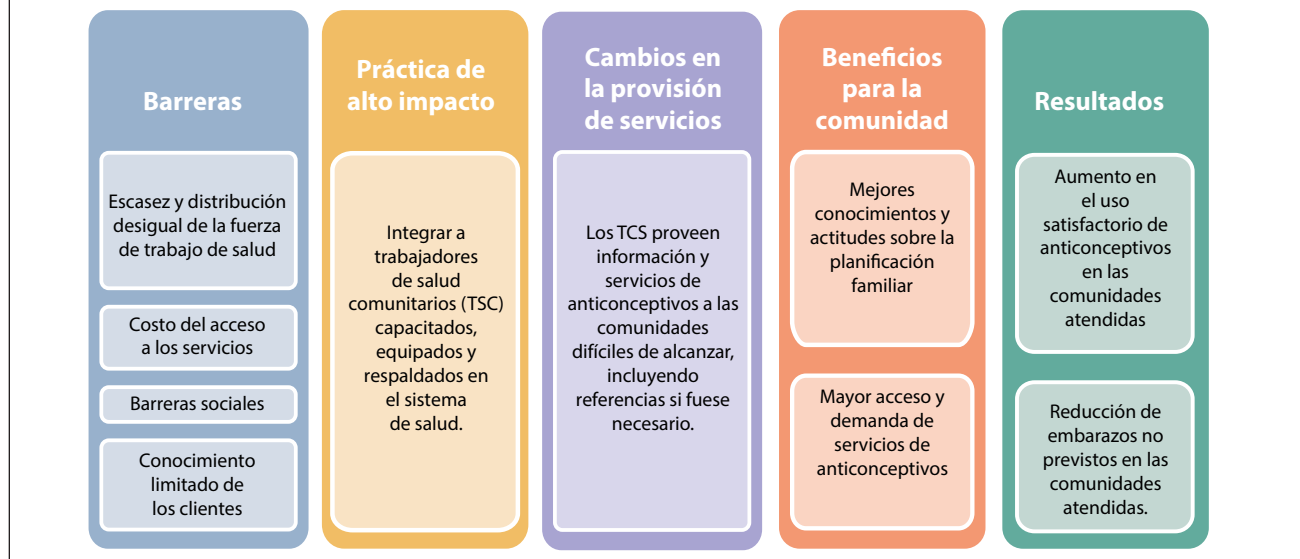 Barreras
Escasez y distribución
desigual de la fuerza
de trabajo de salud
Costo del acceso
a los servicios
Barreras sociales
Conocimiento
limitado de
los clientes
Práctica de
alto impacto
Integrar a
trabajadores
de salud
comunitarios (TSC)
capacitados,
equipados y
respaldados en
el sistema
de salud.
Cambios en
la provisión
de servicios
Los TCS proveen
información y
servicios de
anticonceptivos a las
comunidades
difíciles de alcanzar,
incluyendo
referencias si fuese
necesario.
Beneficios
para la
comunidad
Mejores
conocimientos y
actitudes sobre la
planificación
familiar
Mayor acceso y
demanda de
servicios de
anticonceptivos
Resultados
Aumento en
el uso
satisfactorio de
anticonceptivos
en las
comunidades
atendidas
Reducción de
embarazos no
previstos en las
comunidades
atendidas.